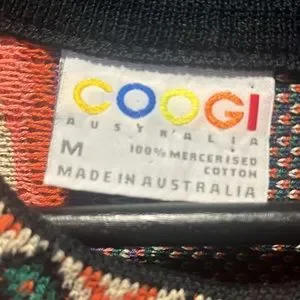 COOGI
AUSTRALIA
M 100% MERCERISED
COTTON
MADE IN AUSTRALIA